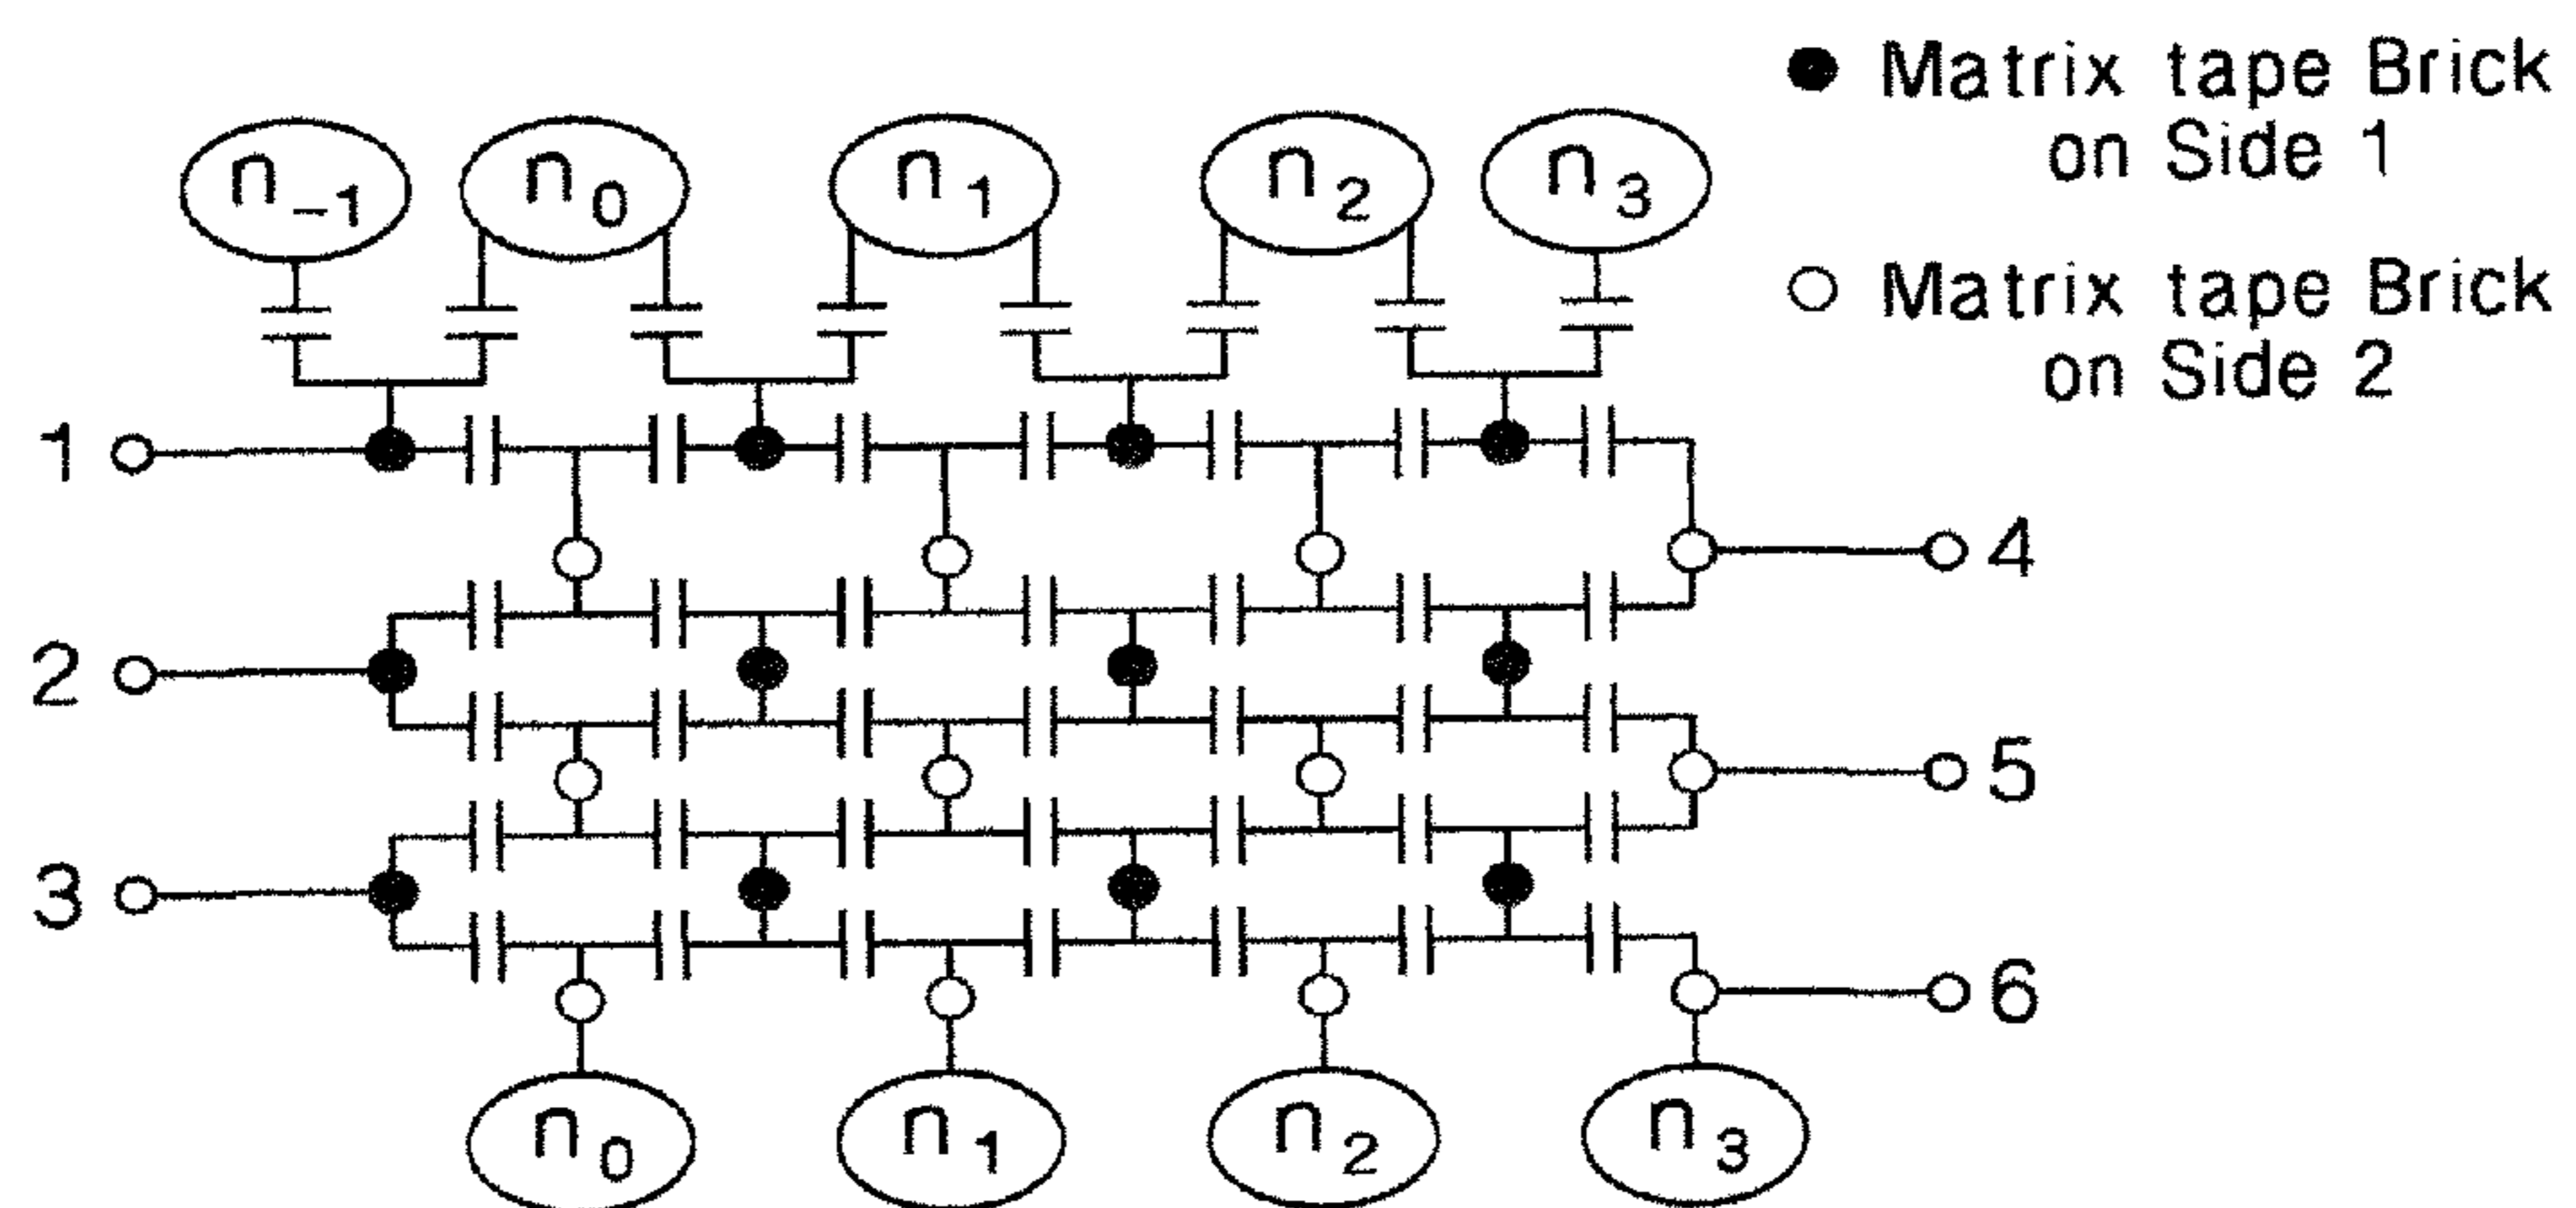 Matrix tape Brick
on Side 1
Matrix tape Brick
on Side 2
n₋₁ n₀ n₁ n₂ n₃
1
4
2
5
3
6
n₀ n₁ n₂ n₃